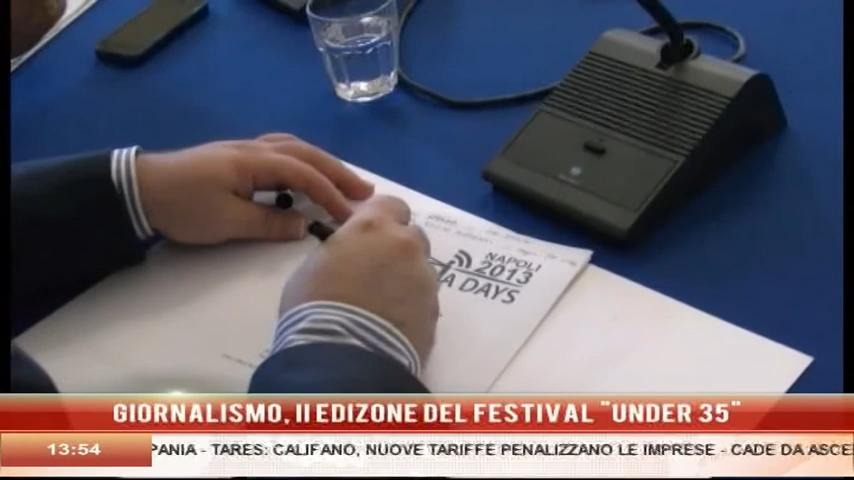 NAPOLI
2013
A DAYS
GIORNALISMO, II EDIZONE DEL FESTIVAL "UNDER 35"
13:54
PANIA - TARES: CALIFANO, NUOVE TARIFFE PENALIZZANO LE IMPRESE - CADE DA ASCE